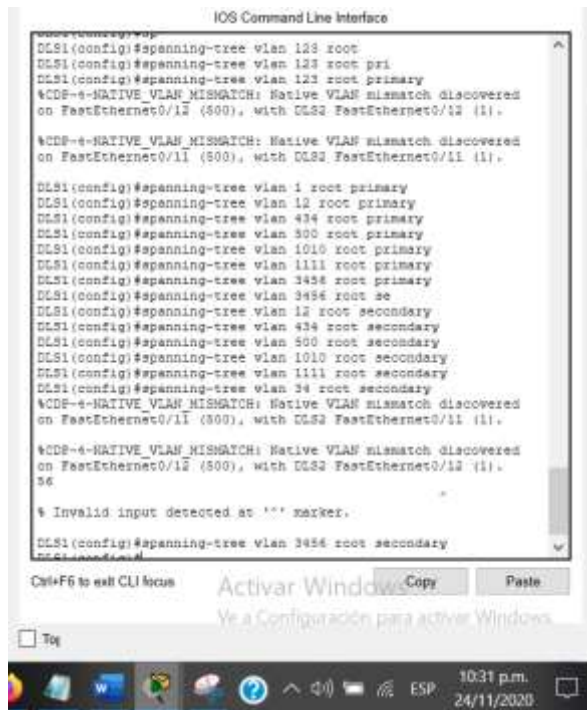 IOS Command Line Interface
DLS1(config)#spanning-tree vlan 123 root
DLS1(config)#spanning-tree vlan 123 root pri
DLS1(config)#spanning-tree vlan 123 root primary
%CDP-4-NATIVE_VLAN_MISMATCH: Native VLAN mismatch discovered
on FastEthernet0/12 (500), with DLS2 FastEthernet0/12 (1).
%CDP-4-NATIVE_VLAN_MISMATCH: Native VLAN mismatch discovered
on FastEthernet0/11 (500), with DLS2 FastEthernet0/11 (1).
DLS1(config)#spanning-tree vlan 1 root primary
DLS1(config)#spanning-tree vlan 12 root primary
DLS1(config)#spanning-tree vlan 434 root primary
DLS1(config)#spanning-tree vlan 500 root primary
DLS1(config)#spanning-tree vlan 1010 root primary
DLS1(config)#spanning-tree vlan 1111 root primary
DLS1(config)#spanning-tree vlan 3456 root primary
DLS1(config)#spanning-tree vlan 3456 root se
DLS1(config)#spanning-tree vlan 12 root secondary
DLS1(config)#spanning-tree vlan 434 root secondary
DLS1(config)#spanning-tree vlan 500 root secondary
DLS1(config)#spanning-tree vlan 1010 root secondary
DLS1(config)#spanning-tree vlan 1111 root secondary
DLS1(config)#spanning-tree vlan 34 root secondary
%CDP-4-NATIVE_VLAN_MISMATCH: Native VLAN mismatch discovered
on FastEthernet0/11 (500), with DLS2 FastEthernet0/11 (1).
%CDP-4-NATIVE_VLAN_MISMATCH: Native VLAN mismatch discovered
on FastEthernet0/12 (500), with DLS2 FastEthernet0/12 (1).
56
^
% Invalid input detected at '^' marker.
DLS1(config)#spanning-tree vlan 3456 root secondary
DLS1(config)#
Ctrl+F6 to exit CLI focus
Copy
Paste
Activar Windows
Ve a Configuración para activar Windows.
Top
ESP
10:31 p.m.
24/11/2020